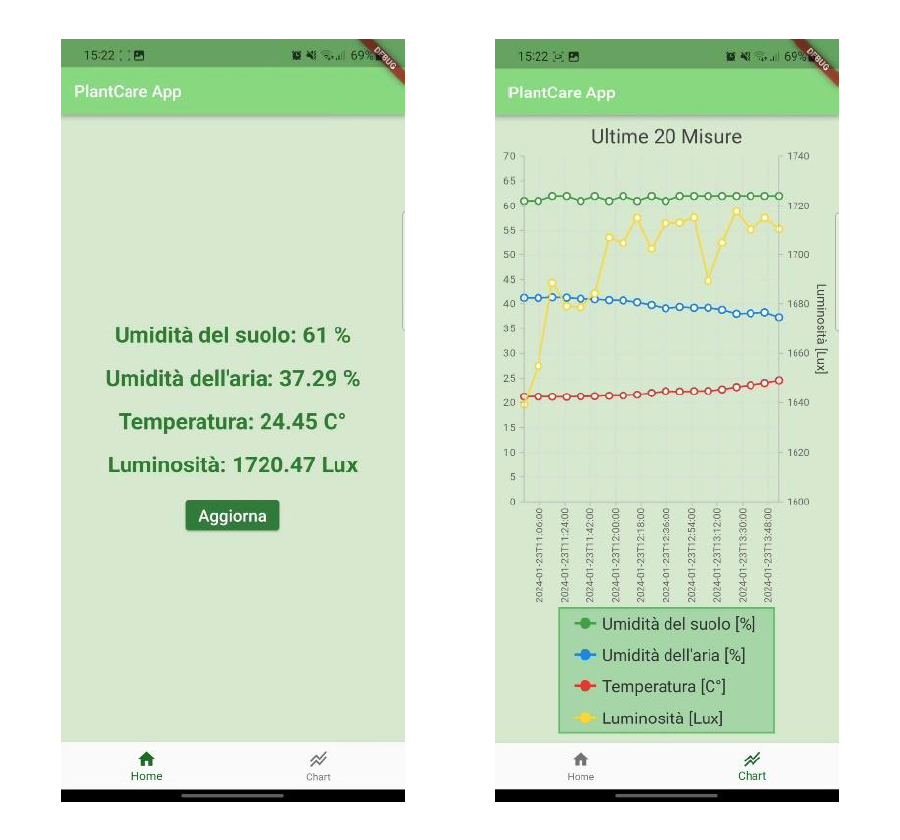 15:22
69%
DEBUG
PlantCare App
Umidità del suolo: 61 %
Umidità dell'aria: 37.29 %
Temperatura: 24.45 C°
Luminosità: 1720.47 Lux
Aggiorna
Home
Chart
15:22
69%
DEBUG
PlantCare App
Ultime 20 Misure
70
65
60
55
50
45
40
35
30
25
20
15
10
5
0
1740
1720
1700
1680
1660
1640
1620
1600
Luminosità [Lux]
2024-01-23T11:06:00
2024-01-23T11:24:00
2024-01-23T11:42:00
2024-01-23T12:00:00
2024-01-23T12:18:00
2024-01-23T12:36:00
2024-01-23T12:54:00
2024-01-23T13:12:00
2024-01-23T13:30:00
2024-01-23T13:48:00
Umidità del suolo [%]
Umidità dell'aria [%]
Temperatura [C°]
Luminosità [Lux]
Home
Chart